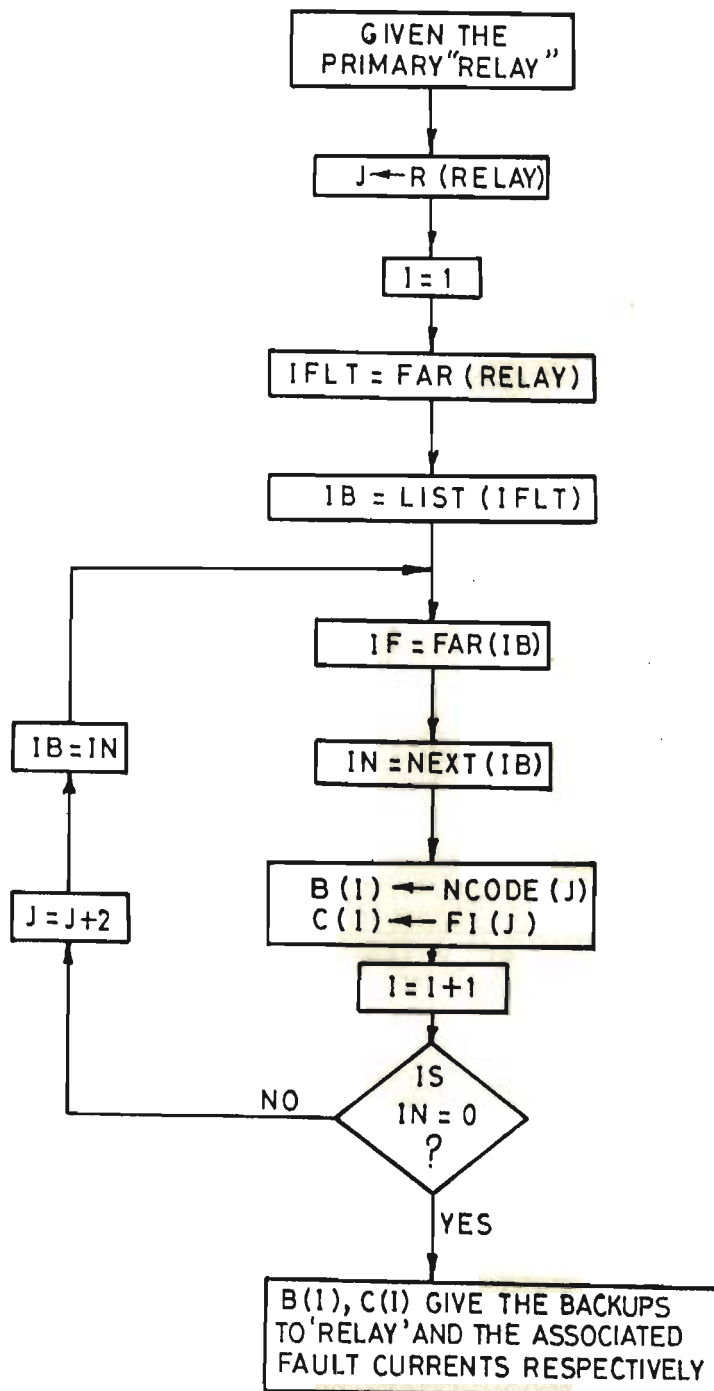 GIVEN THE
PRIMARY "RELAY"
J ← R (RELAY)
I = 1
IFLT = FAR (RELAY)
IB = LIST (IFLT)
IF = FAR(IB)
IN = NEXT (IB)
B (I) ← NCODE (J)
C (I) ← FI (J)
I = I+1
IS
IN = 0
?
NO
J = J+2
IB = IN
YES
B(I), C(I) GIVE THE BACKUPS
TO 'RELAY' AND THE ASSOCIATED
FAULT CURRENTS RESPECTIVELY